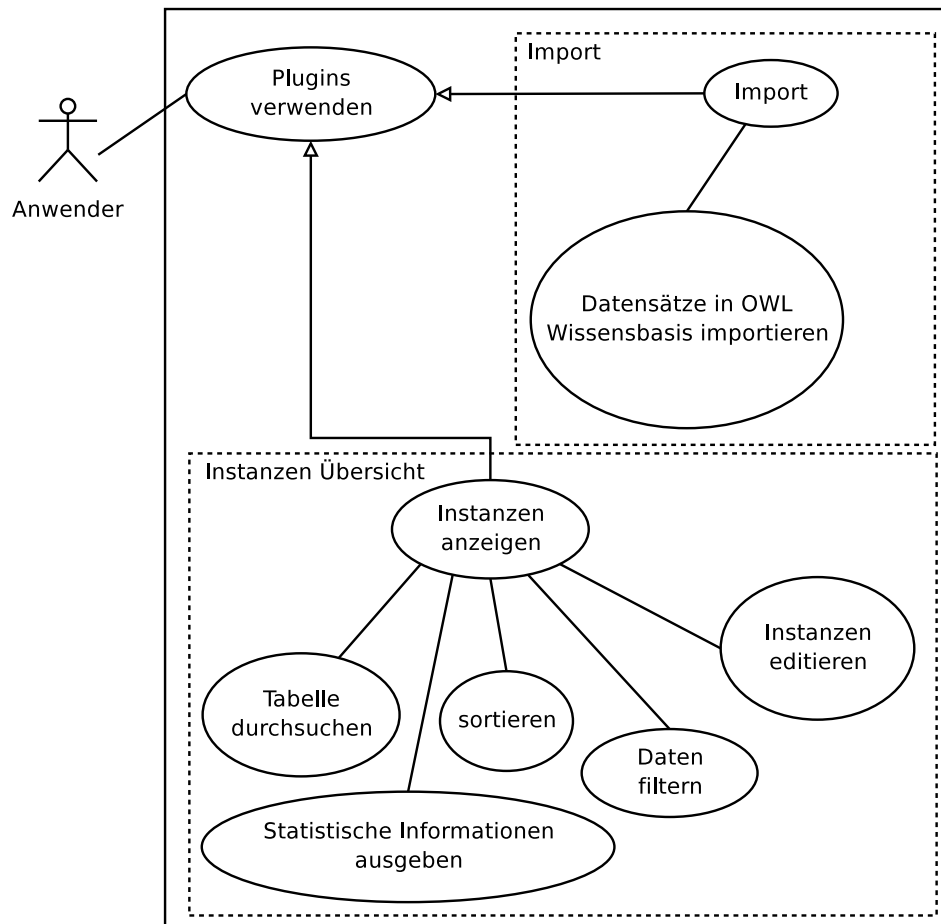 Import
Plugins
verwenden
Import
Anwender
Datensätze in OWL
Wissensbasis importieren
Instanzen Übersicht
Instanzen
anzeigen
Instanzen
editieren
Tabelle
durchsuchen
sortieren
Daten
filtern
Statistische Informationen
ausgeben